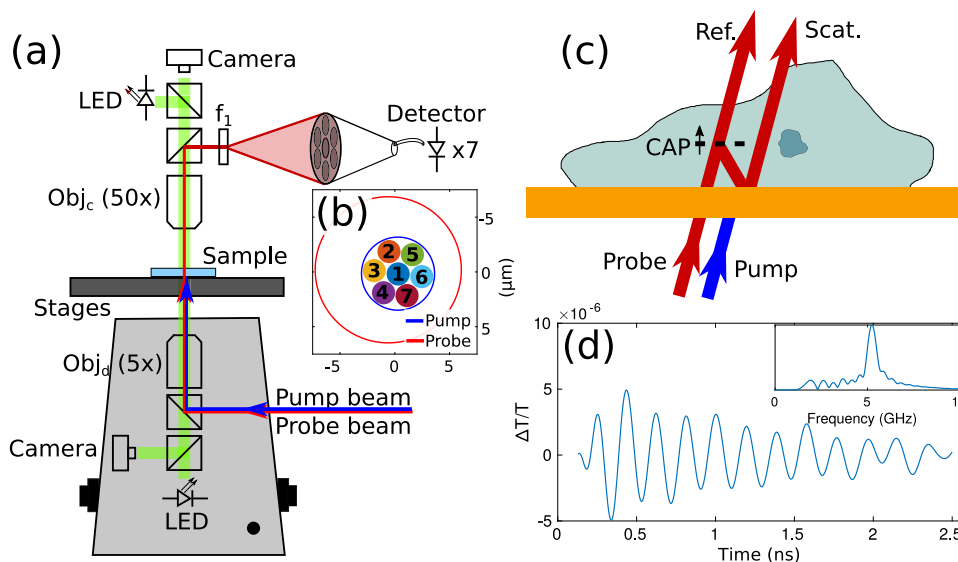 (a)
Camera
LED
f1
Detector
x7
Objc (50x)
Sample
Stages
Objd (5x)
Pump beam
Probe beam
Camera
LED
(b)
-5
0
5
(μm)
2 5
3 1 6
4 7
Pump
Probe
-5 0 5
(c)
Ref.
Scat.
CAP
Probe
Pump
(d)
×10⁻⁶
10
5
0
-5
ΔT/T
0 0.5 1 1.5 2 2.5
Time (ns)
0 5 1
Frequency (GHz)